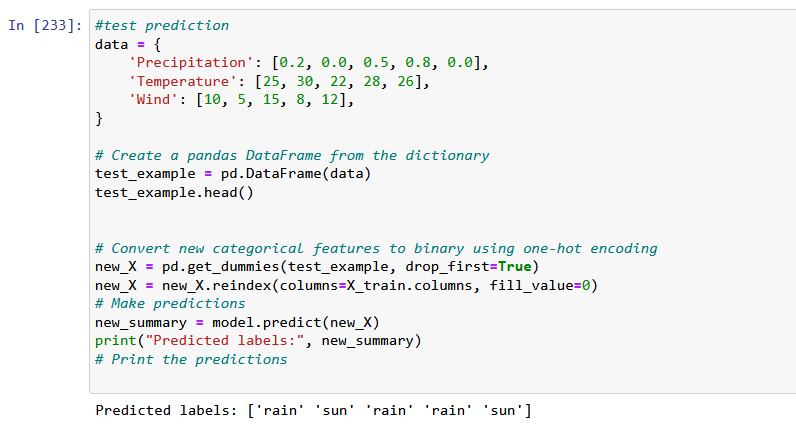 In [233]: #test prediction
data = {
    'Precipitation': [0.2, 0.0, 0.5, 0.8, 0.0],
    'Temperature': [25, 30, 22, 28, 26],
    'Wind': [10, 5, 15, 8, 12],
}
# Create a pandas DataFrame from the dictionary
test_example = pd.DataFrame(data)
test_example.head()
# Convert new categorical features to binary using one-hot encoding
new_X = pd.get_dummies(test_example, drop_first=True)
new_X = new_X.reindex(columns=X_train.columns, fill_value=0)
# Make predictions
new_summary = model.predict(new_X)
print("Predicted labels:", new_summary)
# Print the predictions
Predicted labels: ['rain' 'sun' 'rain' 'rain' 'sun']